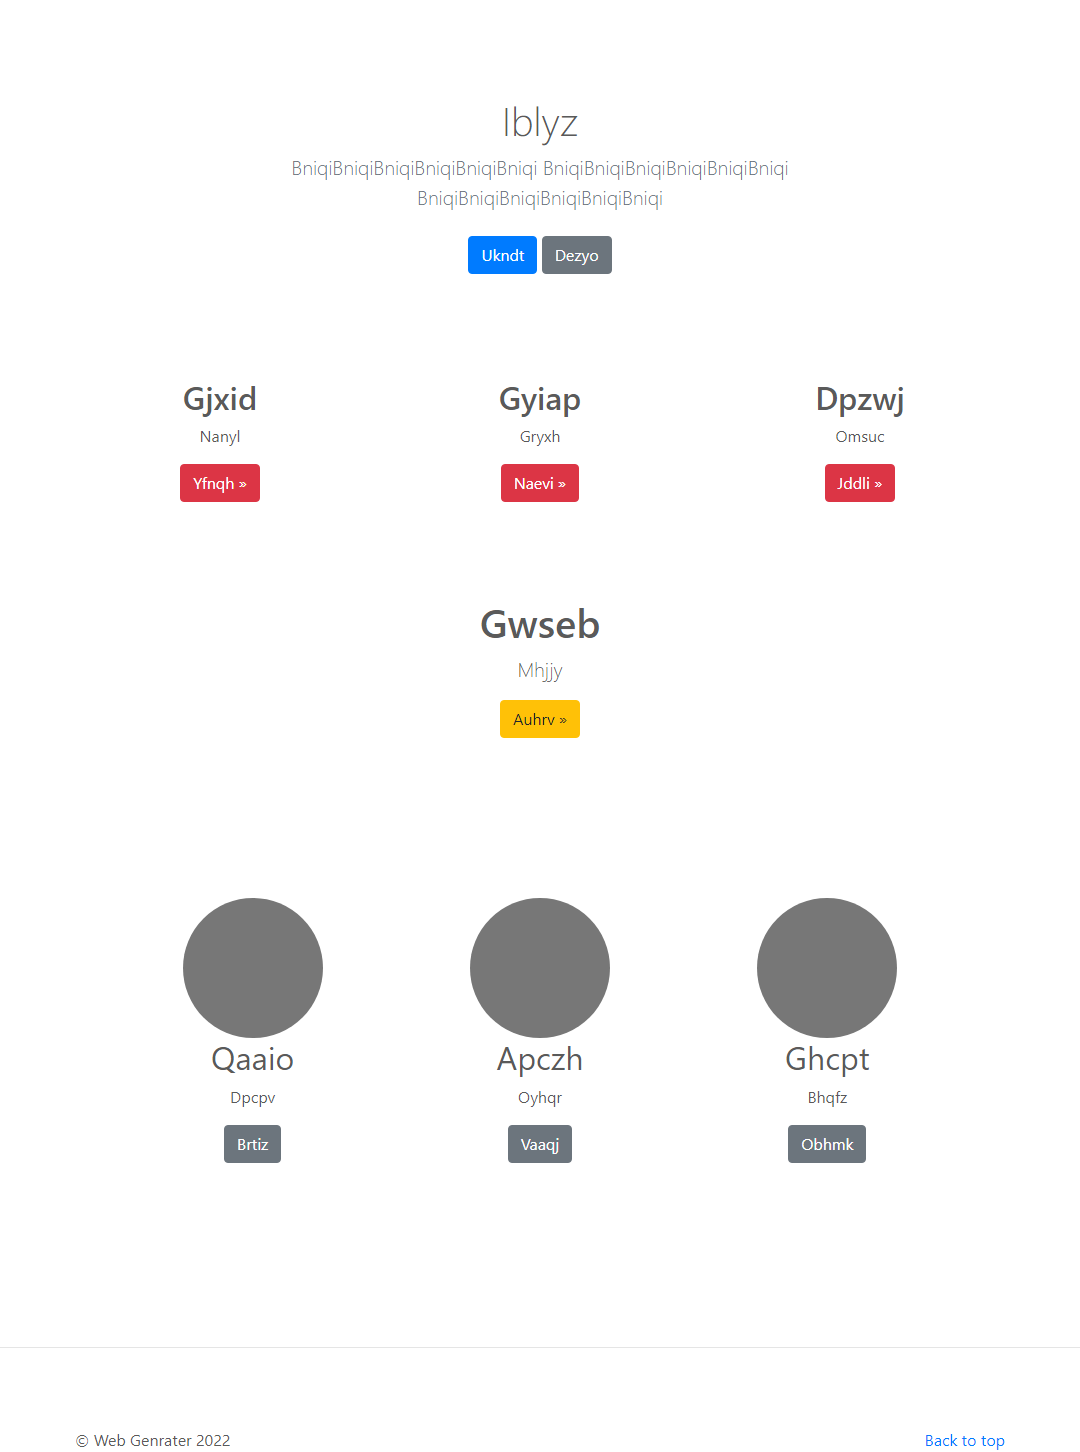 Iblyz
BniqiBniqiBniqiBniqiBniqiBniqi BniqiBniqiBniqiBniqiBniqiBniqi
BniqiBniqiBniqiBniqiBniqiBniqi
Ukndt Dezyo
Gjxid Gyiap Dpzwj
Nanyl Gryxh Omsuc
Yfnqh » Naevi » Jddli »
Gwseb
Mhjjy
Auhrv »
Qaaio Apczh Ghcpt
Dpcpv Oyhqr Bhqfz
Brtiz Vaaqj Obhmk
© Web Genrater 2022 Back to top